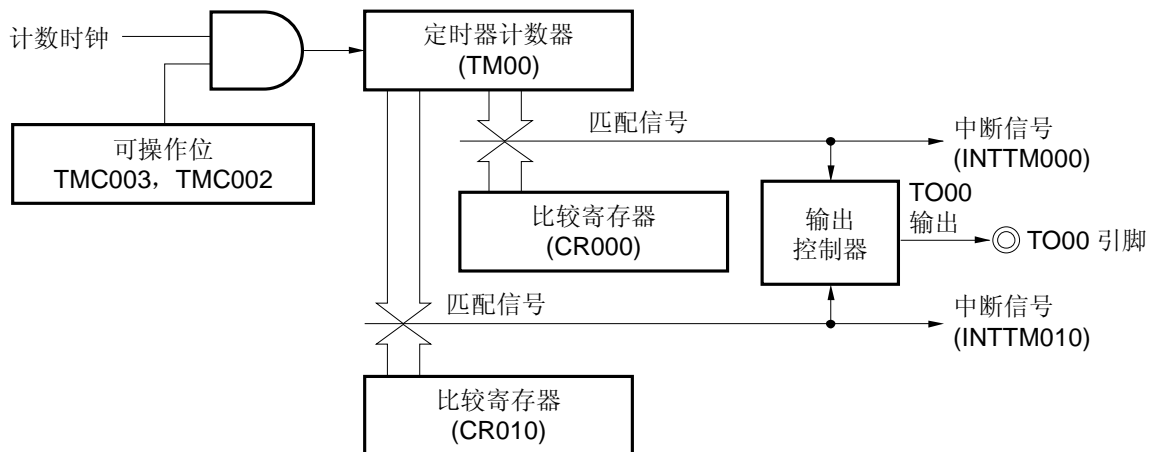 计数时钟
定时器计数器
(TM00)
可操作位
TMC003，TMC002
匹配信号
中断信号
(INTTM000)
比较寄存器
(CR000)
输出
控制器
TO00
输出
TO00 引脚
匹配信号
中断信号
(INTTM010)
比较寄存器
(CR010)